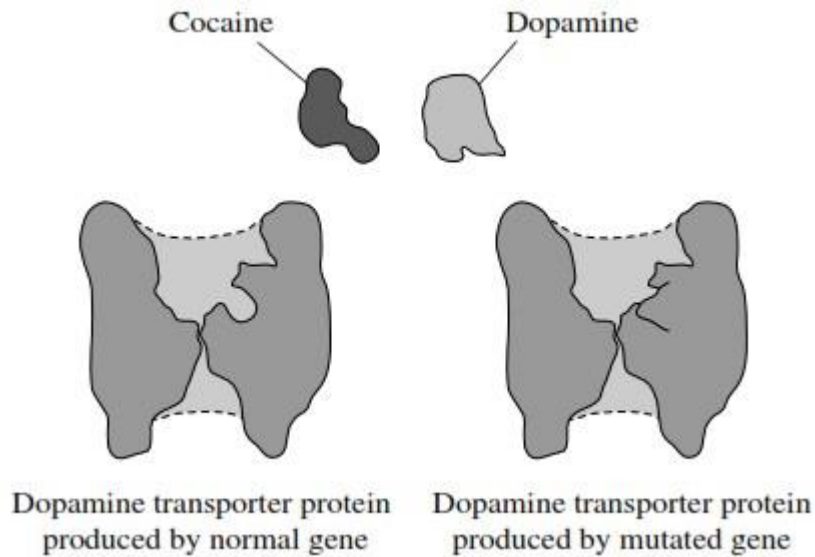 Cocaine
Dopamine
Dopamine transporter protein
produced by normal gene
Dopamine transporter protein
produced by mutated gene